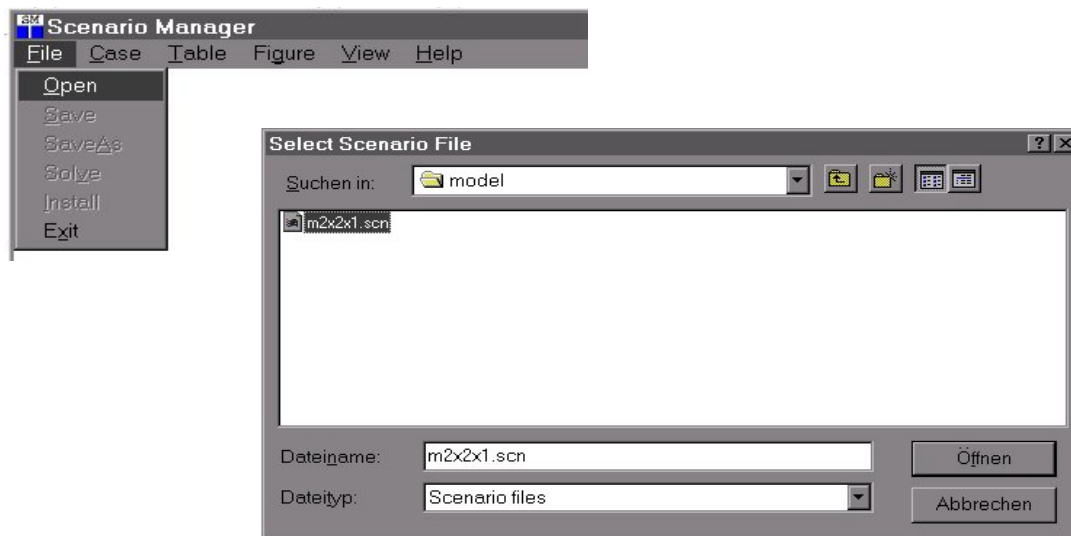 SM Scenario Manager
File Case Table Figure View Help
Open
Save
SaveAs
Solve
Install
Exit
Select Scenario File
Suchen in: model
m2x2x1.scn
Dateiname: m2x2x1.scn Öffnen
Dateityp: Scenario files Abbrechen